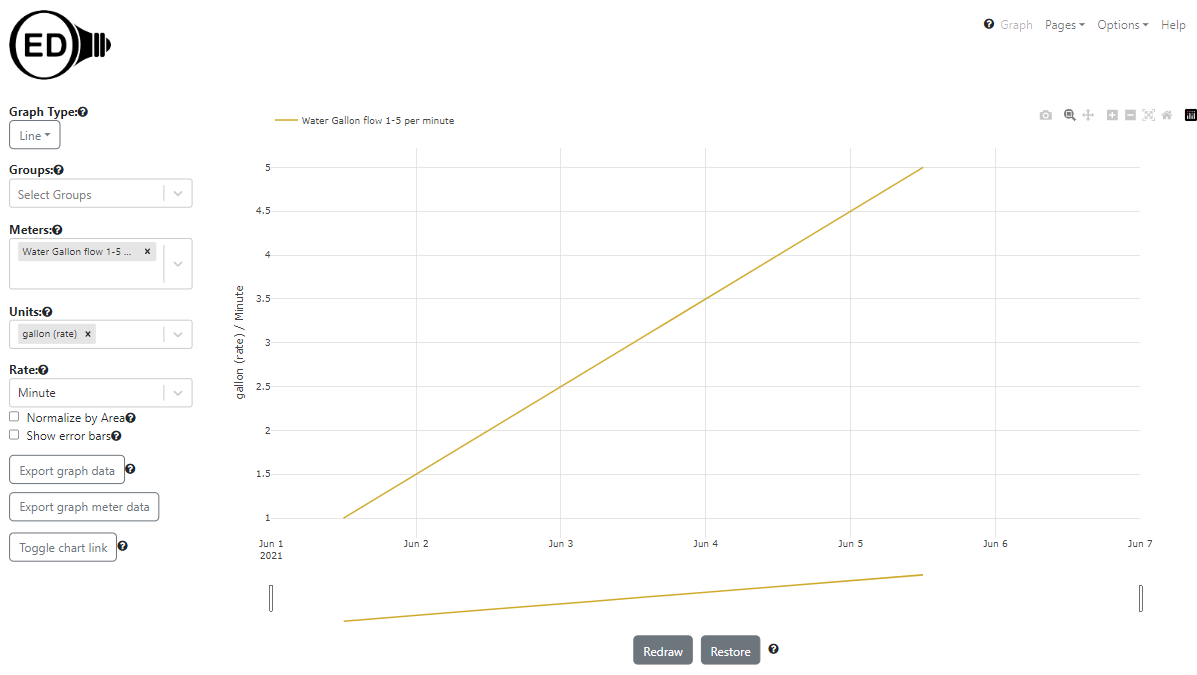 ED
Graph Pages Options Help
Graph Type:
Line
Groups:
Select Groups
Meters:
Water Gallon flow 1-5 ... ×
Units:
gallon (rate) ×
Rate:
Minute
Normalize by Area
Show error bars
Export graph data
Export graph meter data
Toggle chart link
Water Gallon flow 1-5 per minute
gallon (rate) / Minute
5
4.5
4
3.5
3
2.5
2
1.5
1
Jun 1 Jun 2 Jun 3 Jun 4 Jun 5 Jun 6 Jun 7
2021
Redraw Restore